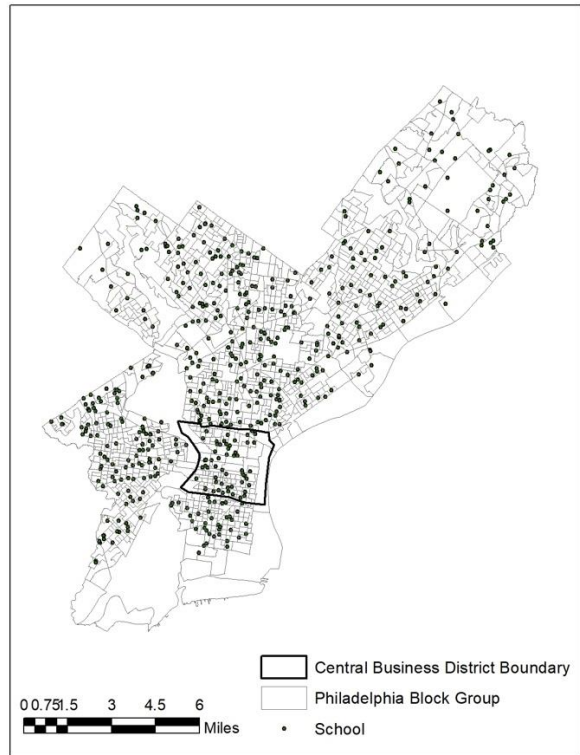 Central Business District Boundary
Philadelphia Block Group
School
0 0.75 1.5 3 4.5 6
Miles